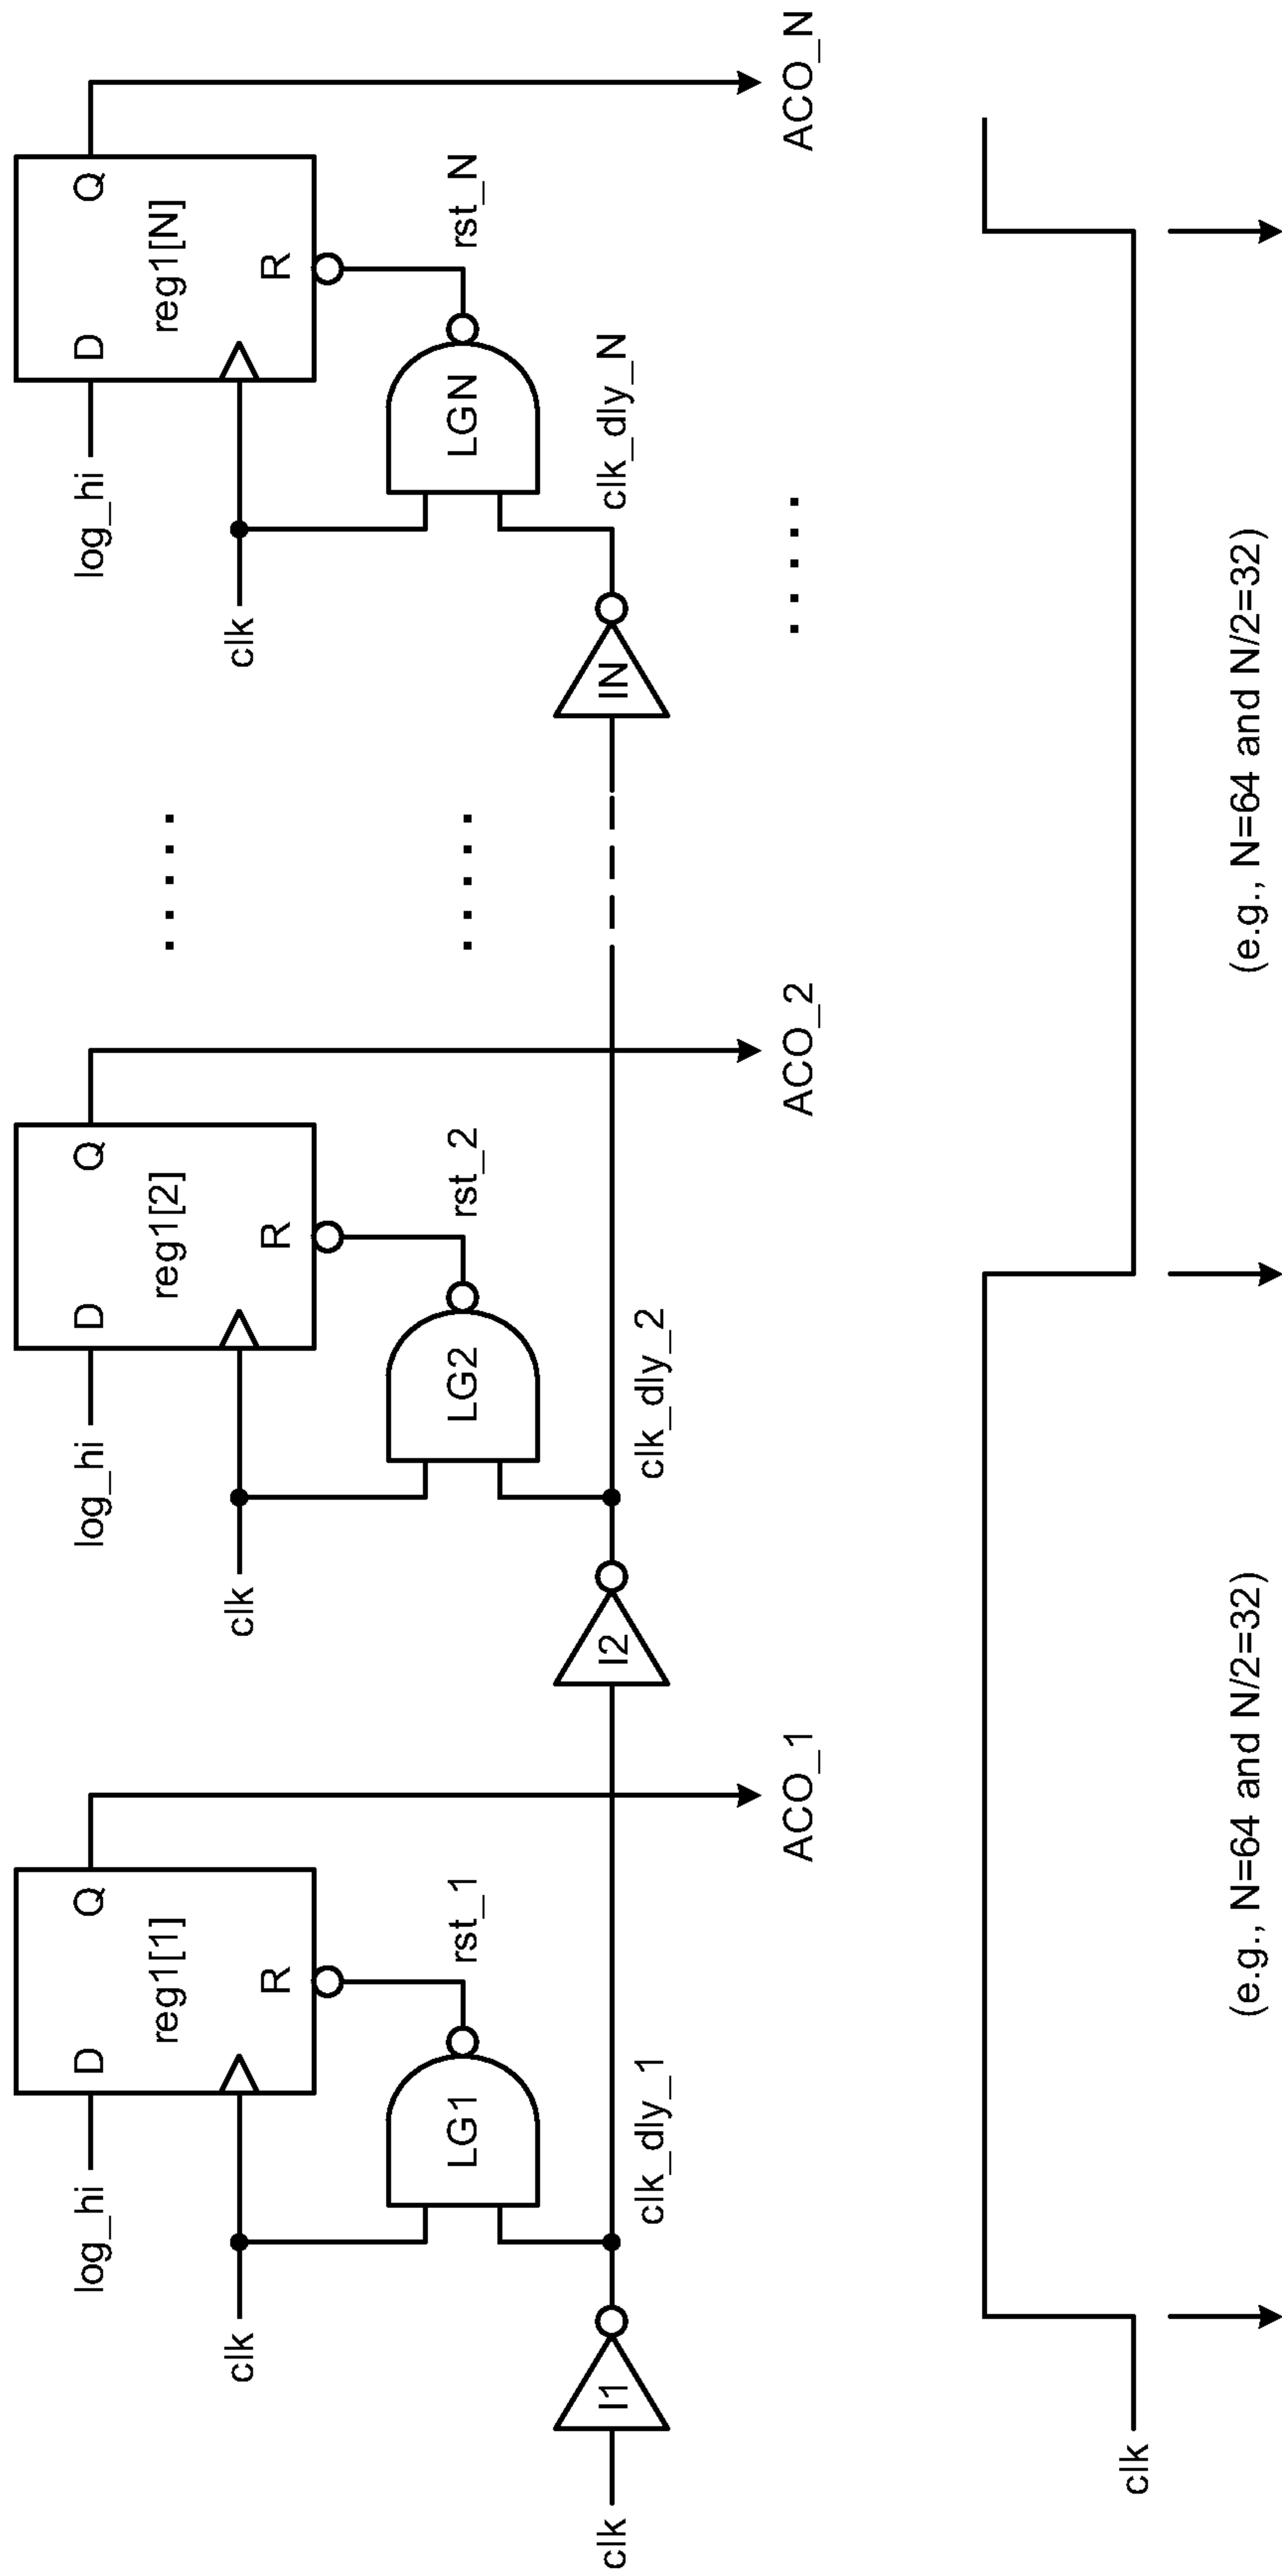 D
Q
log_hi
reg1[1]
R
clk
LG1
rst_1
I1
clk
clk_dly_1
ACO_1
D
Q
log_hi
reg1[2]
R
clk
LG2
rst_2
I2
clk_dly_2
ACO_2
. . . . .
. . . . .
D
Q
log_hi
reg1[N]
R
clk
LGN
rst_N
IN
clk_dly_N
. . . . .
ACO_N
clk
(e.g., N=64 and N/2=32)
(e.g., N=64 and N/2=32)